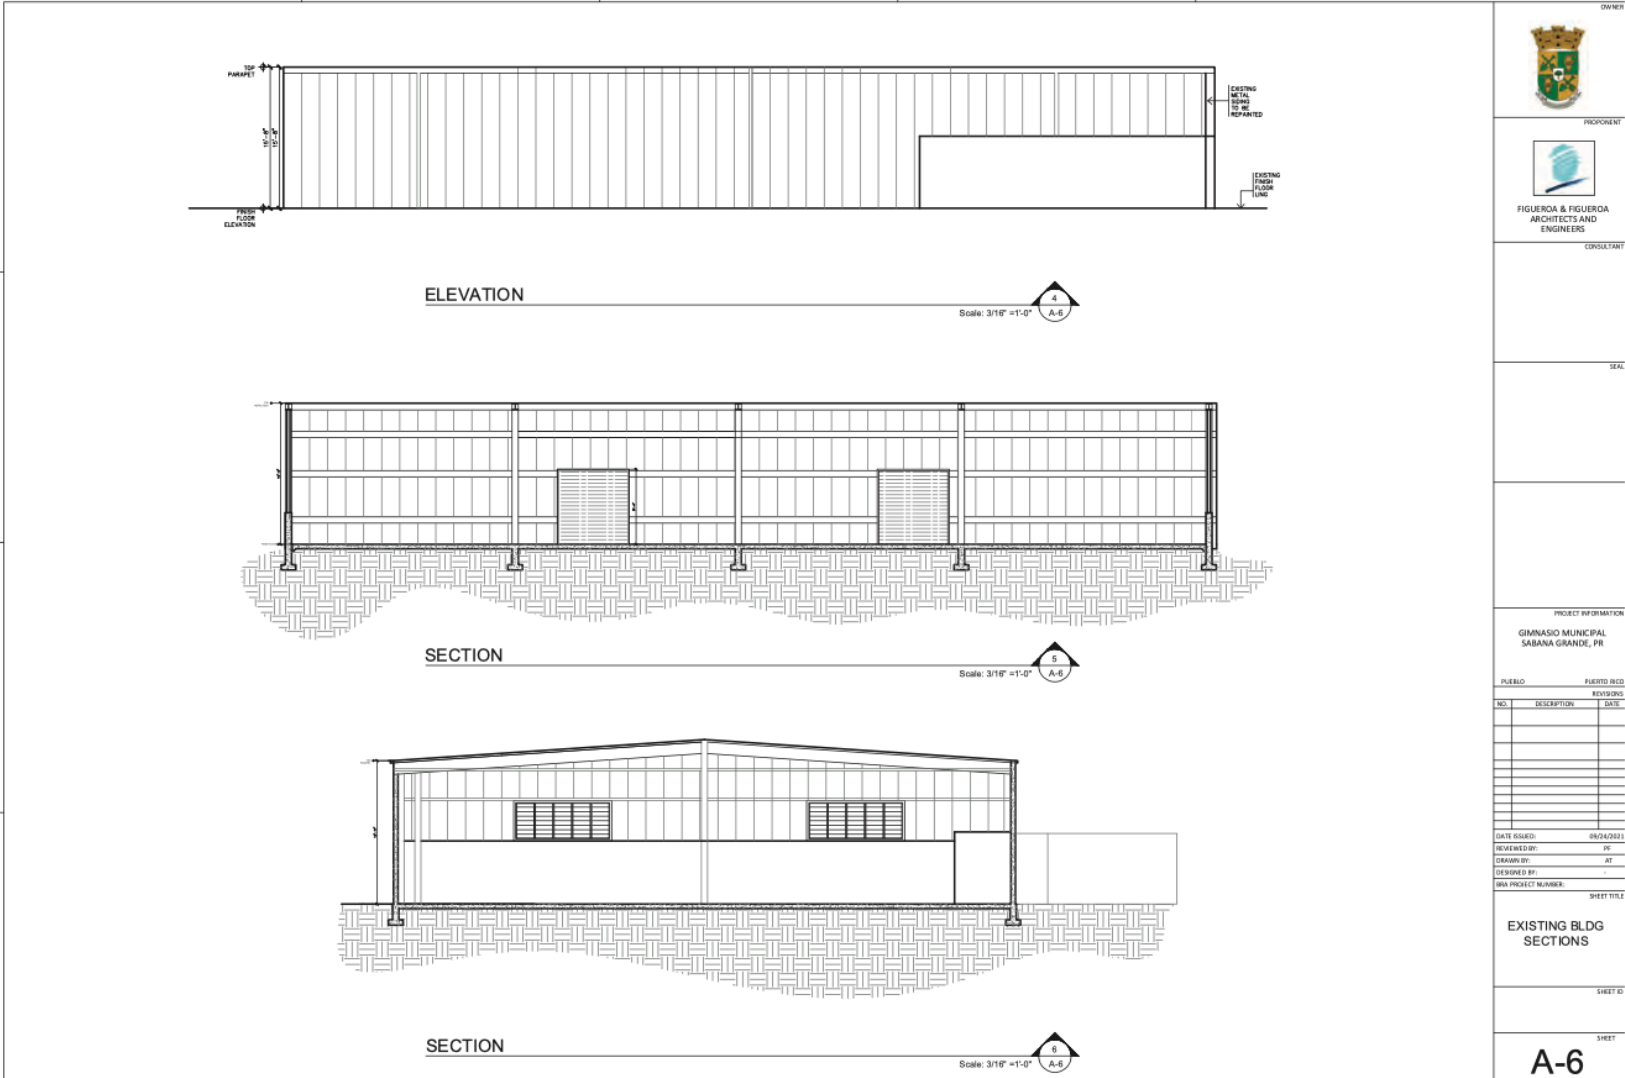 TOP
PARAPET
EXISTING
METAL
SIDING
TO BE
REPAINTED
EXISTING
FINISH
FLOOR
LING
FINISH
FLOOR
ELEVATION
ELEVATION
4
Scale: 3/16" =1'-0"
A-6
SECTION
5
Scale: 3/16" =1'-0"
A-6
SECTION
6
Scale: 3/16" =1'-0"
A-6
OWNER
PROPONENT
FIGUEROA & FIGUEROA
ARCHITECTS AND
ENGINEERS
CONSULTANT
SEAL
PROJECT INFORMATION
GIMNASIO MUNICIPAL
SABANA GRANDE, PR
PUEBLO PUERTO RICO
REVISIONS
NO. DESCRIPTION DATE
DATE ISSUED: 09/24/2021
REVIEWED BY: PF
DRAWN BY: AT
DESIGNED BY: -
PROJECT NUMBER:
SHEET TITLE
EXISTING BLDG
SECTIONS
SHEET ID
SHEET
A-6